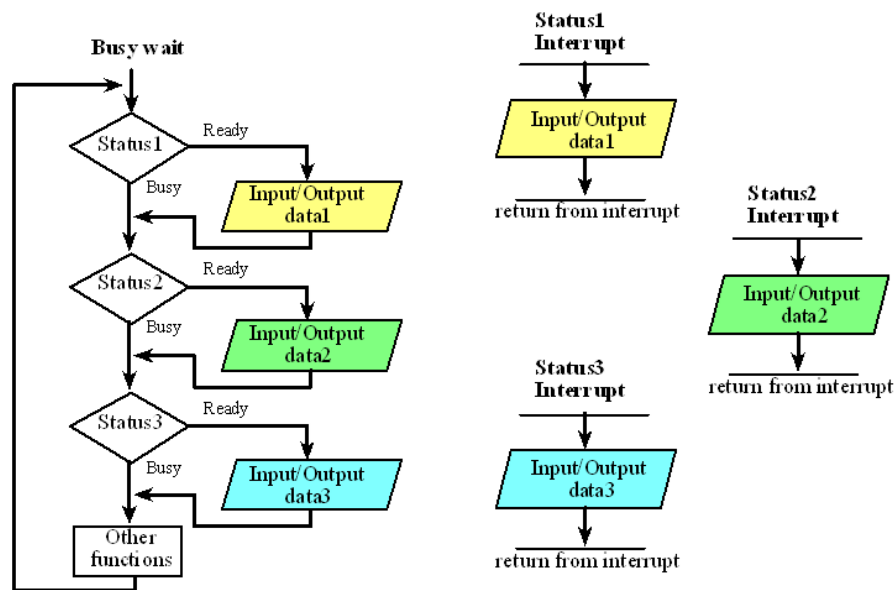 Busy wait
Status1
Ready
Busy
Input/Output
data1
Status2
Ready
Busy
Input/Output
data2
Status3
Ready
Busy
Input/Output
data3
Other
functions
Status1
Interrupt
Input/Output
data1
return from interrupt
Status2
Interrupt
Input/Output
data2
return from interrupt
Status3
Interrupt
Input/Output
data3
return from interrupt